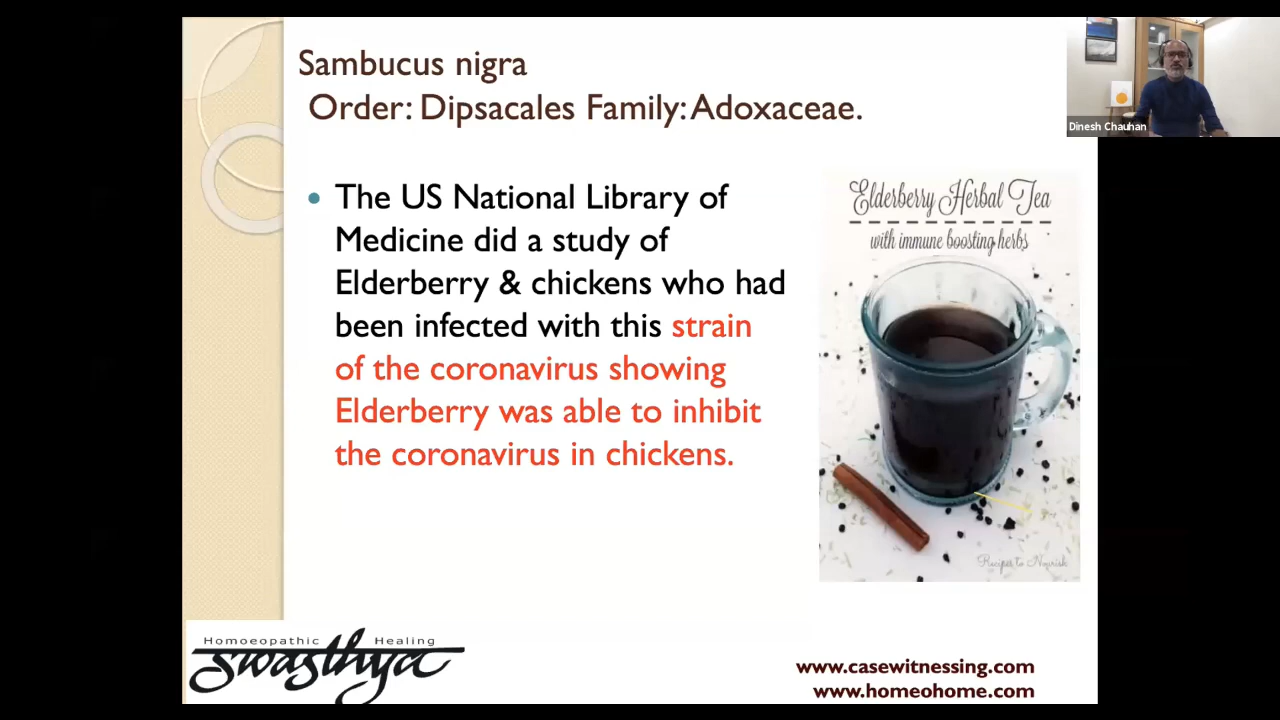 Sambucus nigra
Order: Dipsacales Family: Adoxaceae.
Dinesh Chauhan
• The US National Library of
Medicine did a study of
Elderberry & chickens who had
been infected with this strain
of the coronavirus showing
Elderberry was able to inhibit
the coronavirus in chickens.
Elderberry Herbal Tea
with immune boosting herbs
Recipes to Nourish
Homoeopathic Healing
swasthya
www.casewitnessing.com
www.homeohome.com